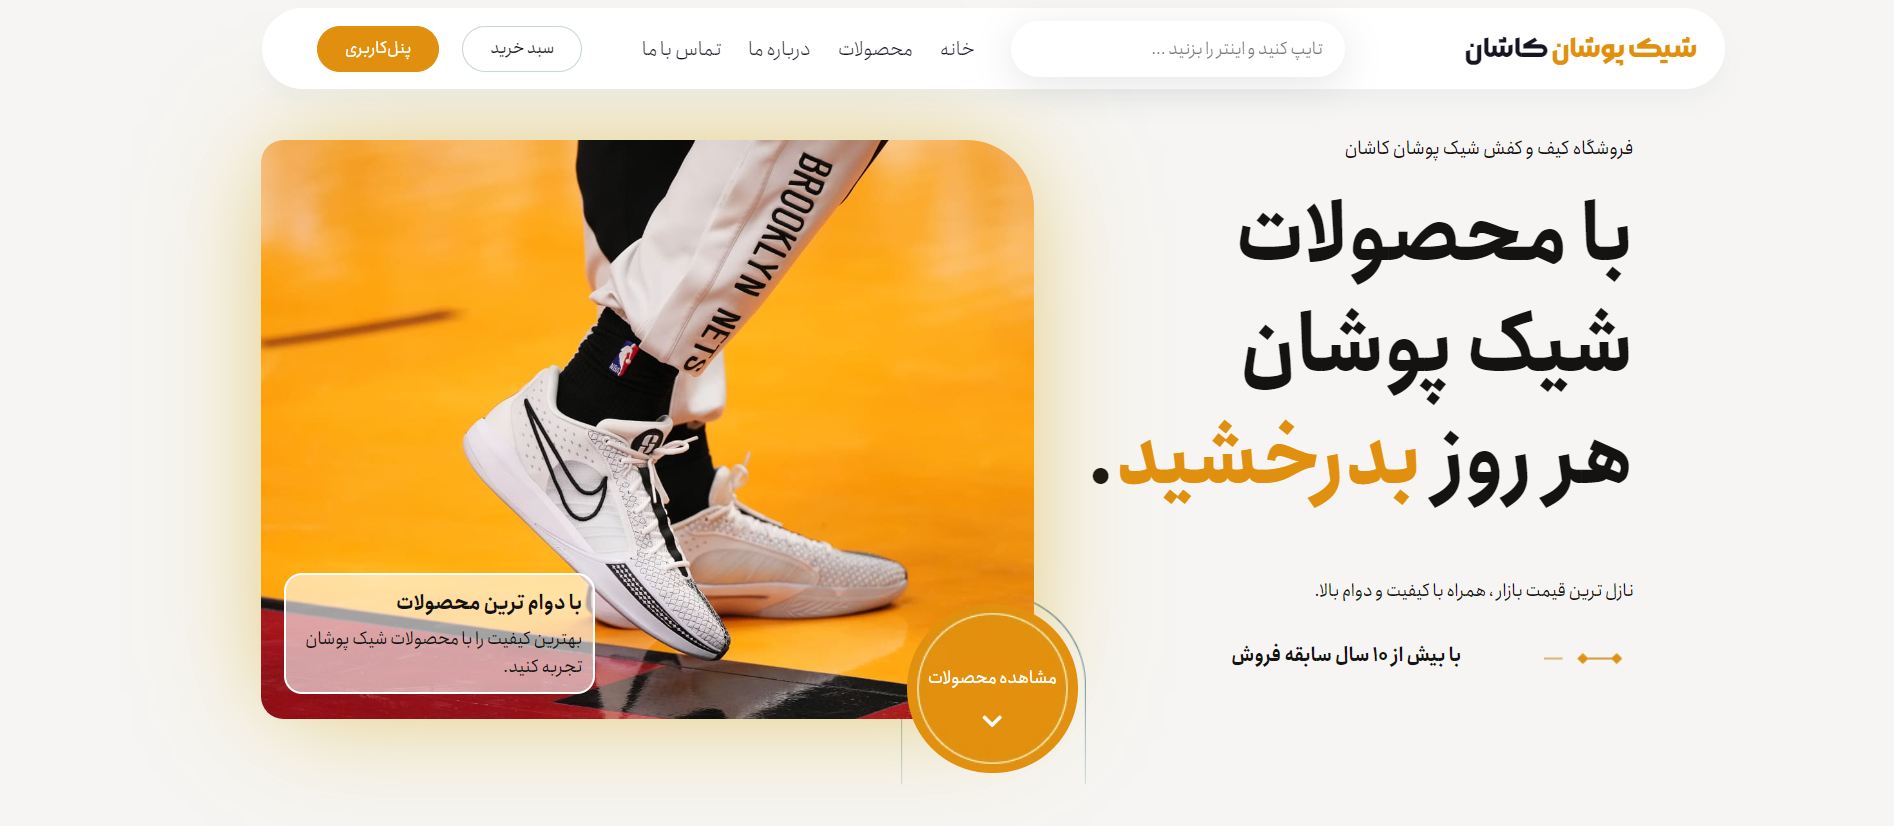 شیک پوشان کاشان
تایپ کنید و اینتر را بزنید ...
خانه
محصولات
درباره ما
تماس با ما
سبد خرید
پنل‌کاربری
فروشگاه کیف و کفش شیک پوشان کاشان
با محصولات
شیک پوشان
هر روز بدرخشید.
نازل ترین قیمت بازار ، همراه با کیفیت و دوام بالا.
با بیش از ۱۰ سال سابقه فروش
BROOKLYN NETS
با دوام ترین محصولات
بهترین کیفیت را با محصولات شیک پوشان
تجربه کنید.
مشاهده محصولات